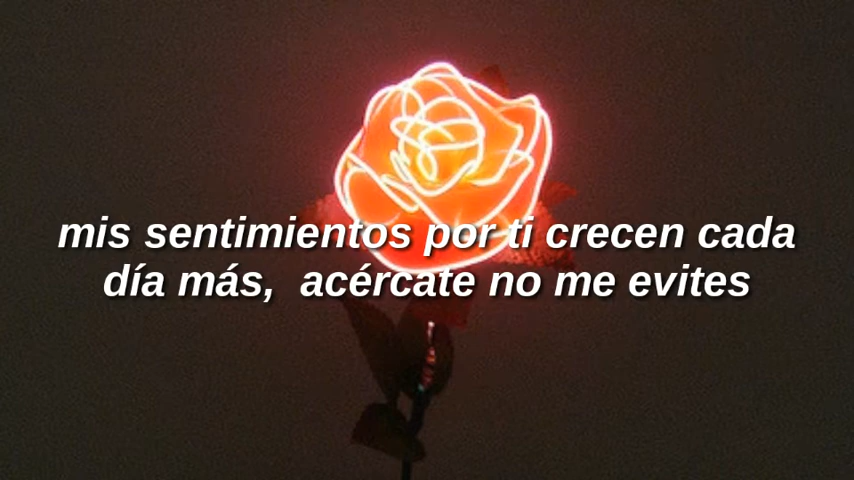 mis sentimientos por ti crecen cada
día más,  acércate no me evites